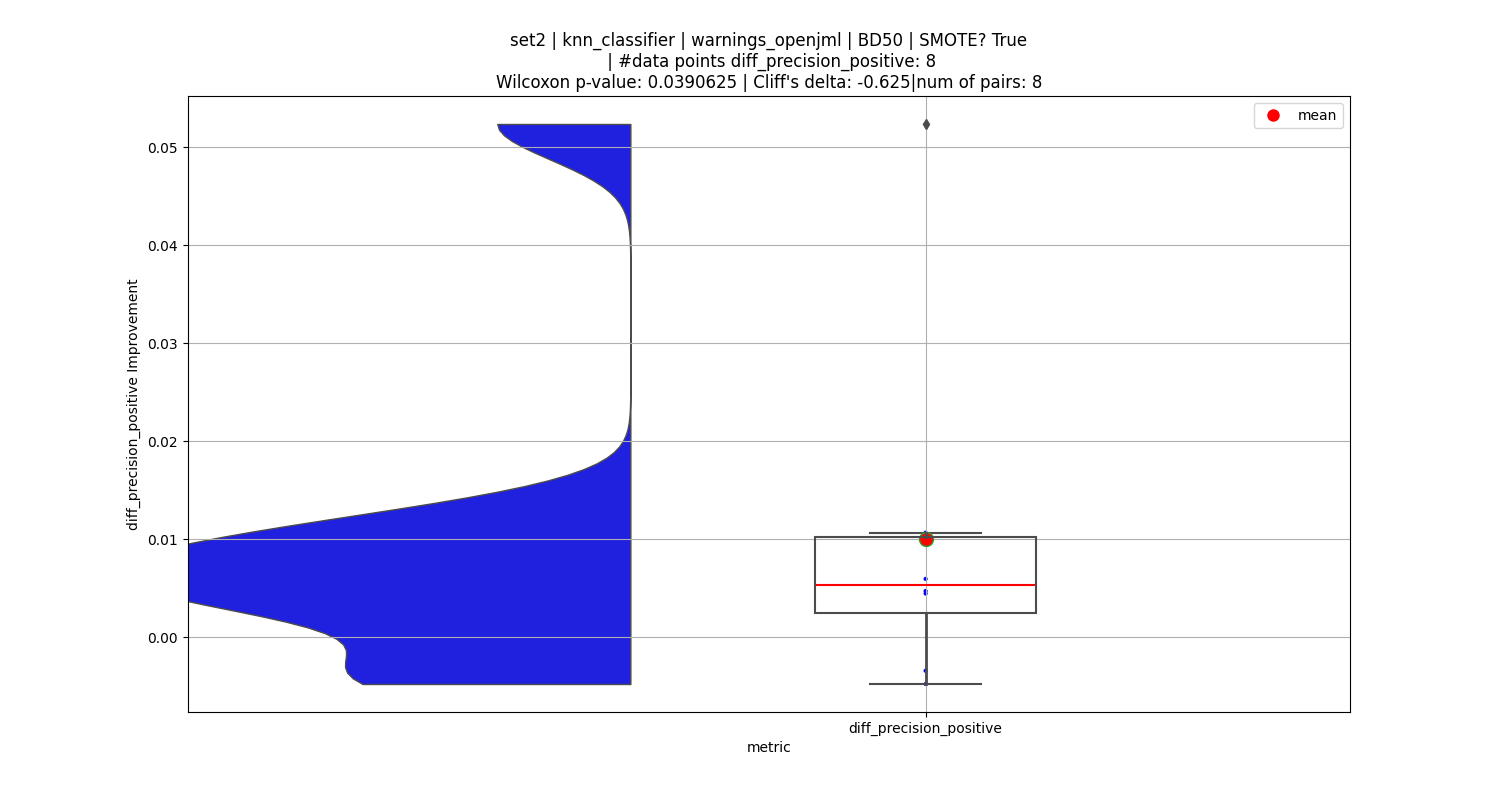 set2 | knn_classifier | warnings_openjml | BD50 | SMOTE? True
| #data points diff_precision_positive: 8
Wilcoxon p-value: 0.0390625 | Cliff's delta: -0.625|num of pairs: 8
mean
0.05
0.04
0.03
0.02
0.01
0.00
diff_precision_positive Improvement
diff_precision_positive
metric